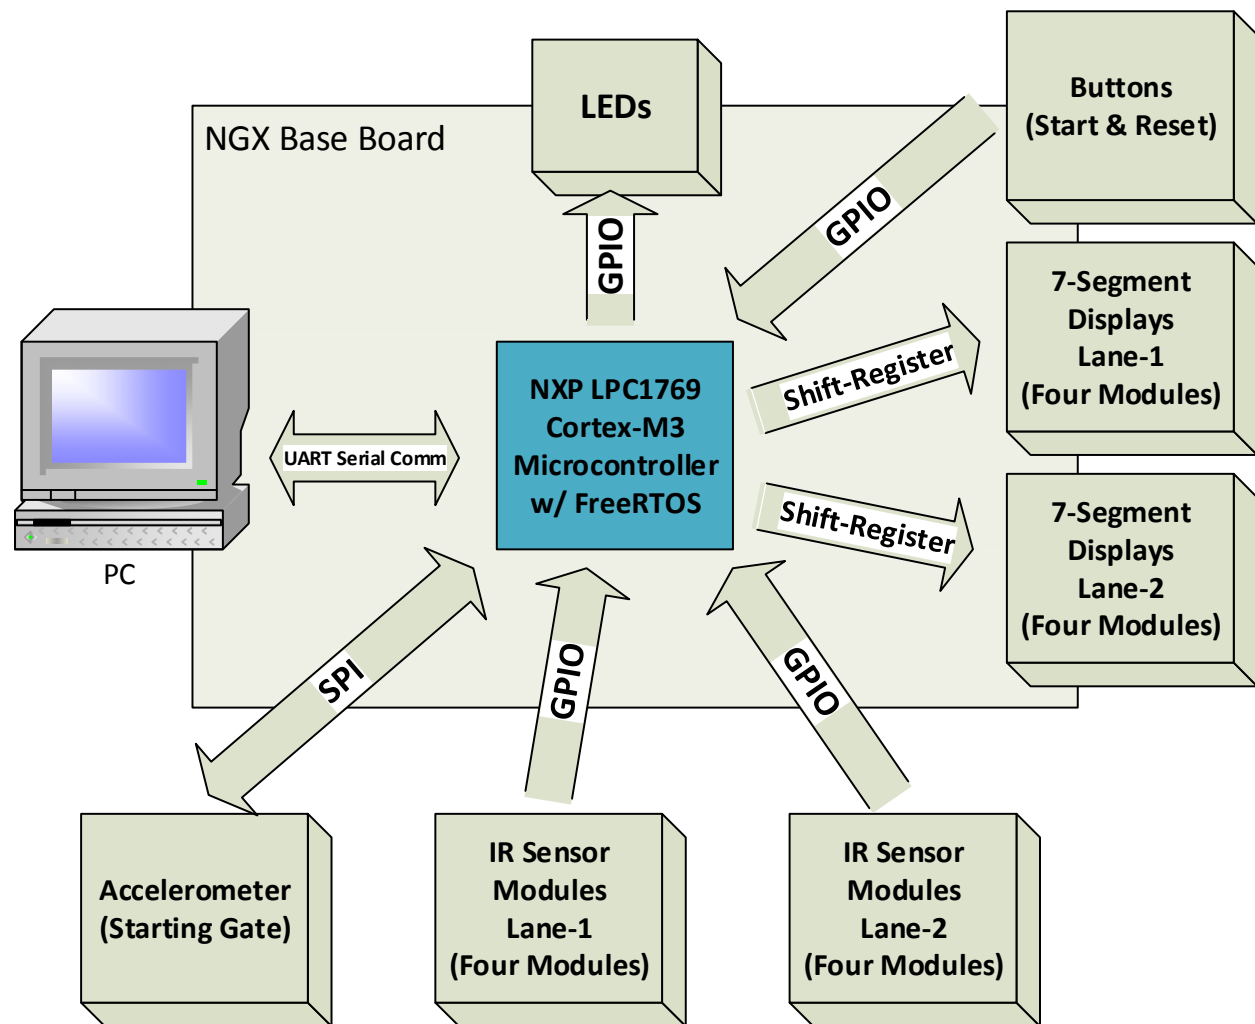 LEDs
Buttons
(Start & Reset)
NGX Base Board
GPIO
GPIO
7-Segment
Displays
Lane-1
(Four Modules)
Shift-Register
NXP LPC1769
Cortex-M3
Microcontroller
w/ FreeRTOS
UART Serial Comm
PC
Shift-Register
7-Segment
Displays
Lane-2
(Four Modules)
SPI
GPIO
GPIO
Accelerometer
(Starting Gate)
IR Sensor
Modules
Lane-1
(Four Modules)
IR Sensor
Modules
Lane-2
(Four Modules)